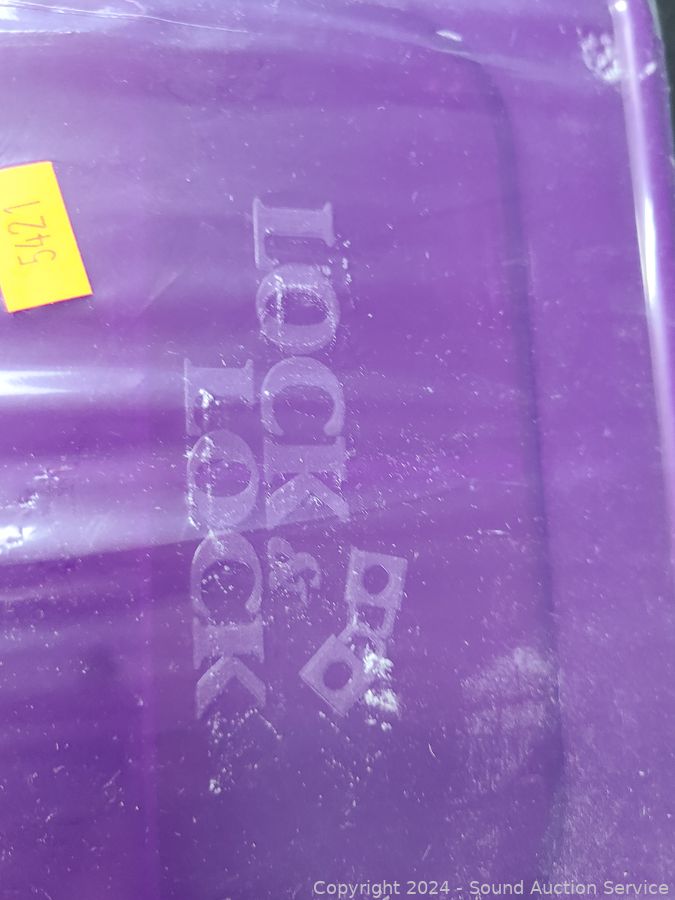 5421
LOCK &
LOCK
Copyright 2024 - Sound Auction Service